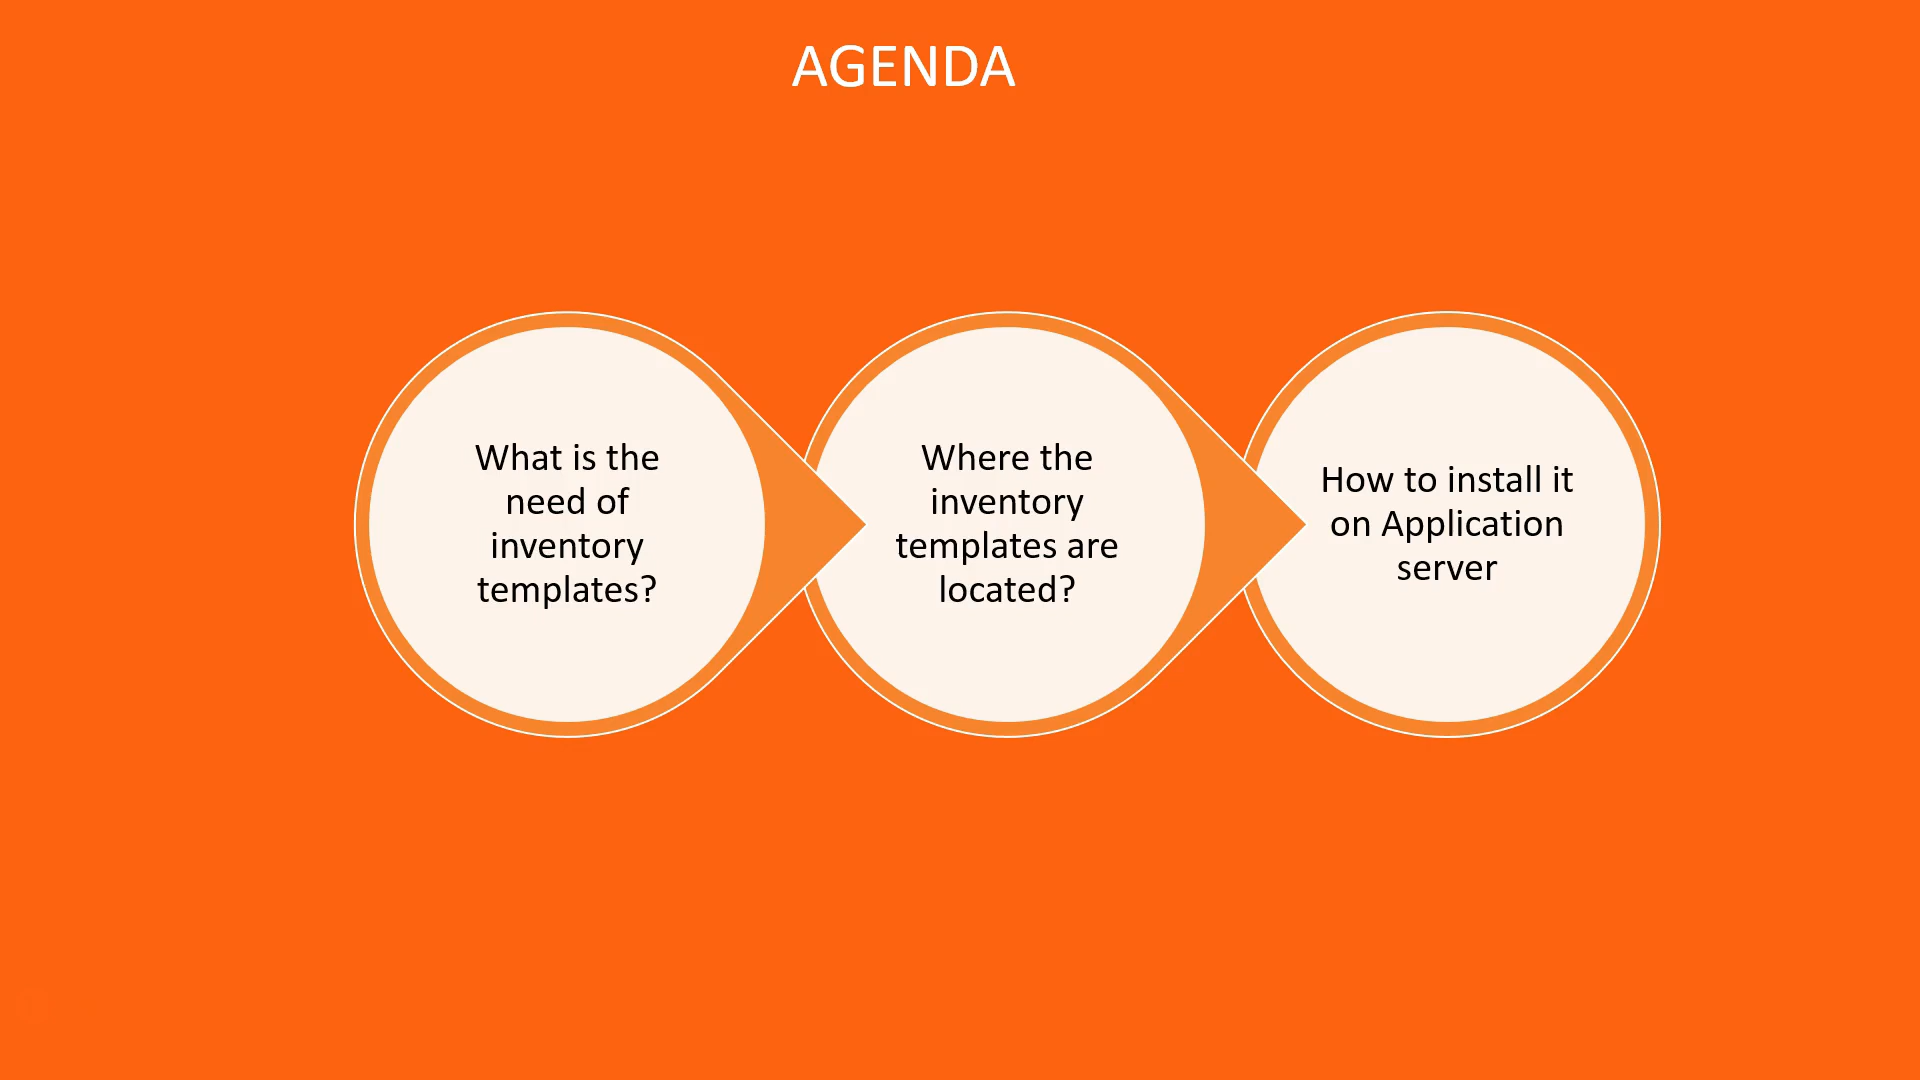 AGENDA
What is the
need of
inventory
templates?
Where the
inventory
templates are
located?
How to install it
on Application
server